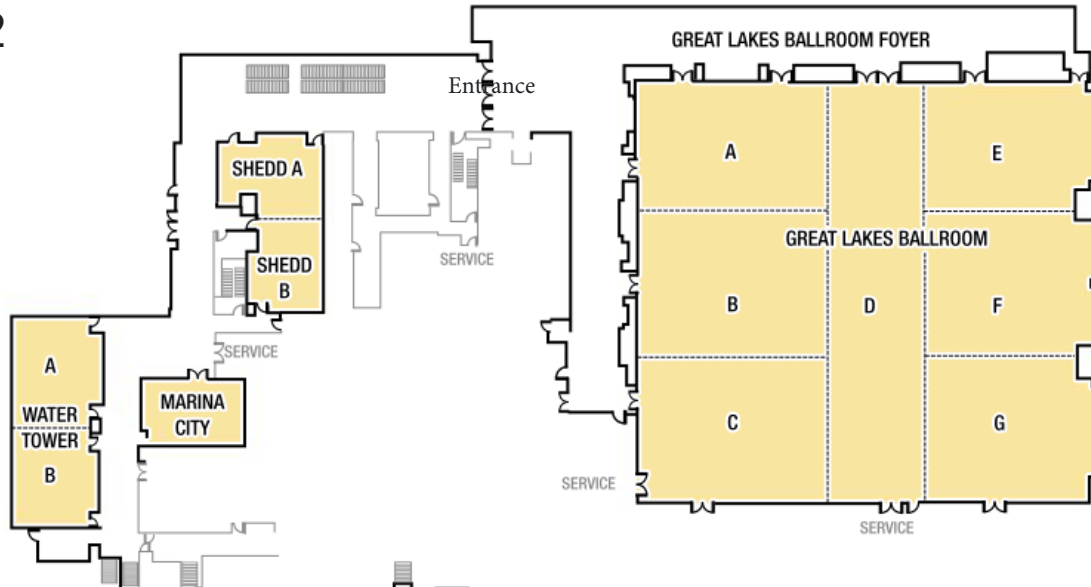 2
GREAT LAKES BALLROOM FOYER
Entrance
A
E
SHEDD A
GREAT LAKES BALLROOM
SERVICE
SHEDD
B
B
D
F
SERVICE
A
MARINA
CITY
WATER
TOWER
C
G
B
SERVICE
SERVICE